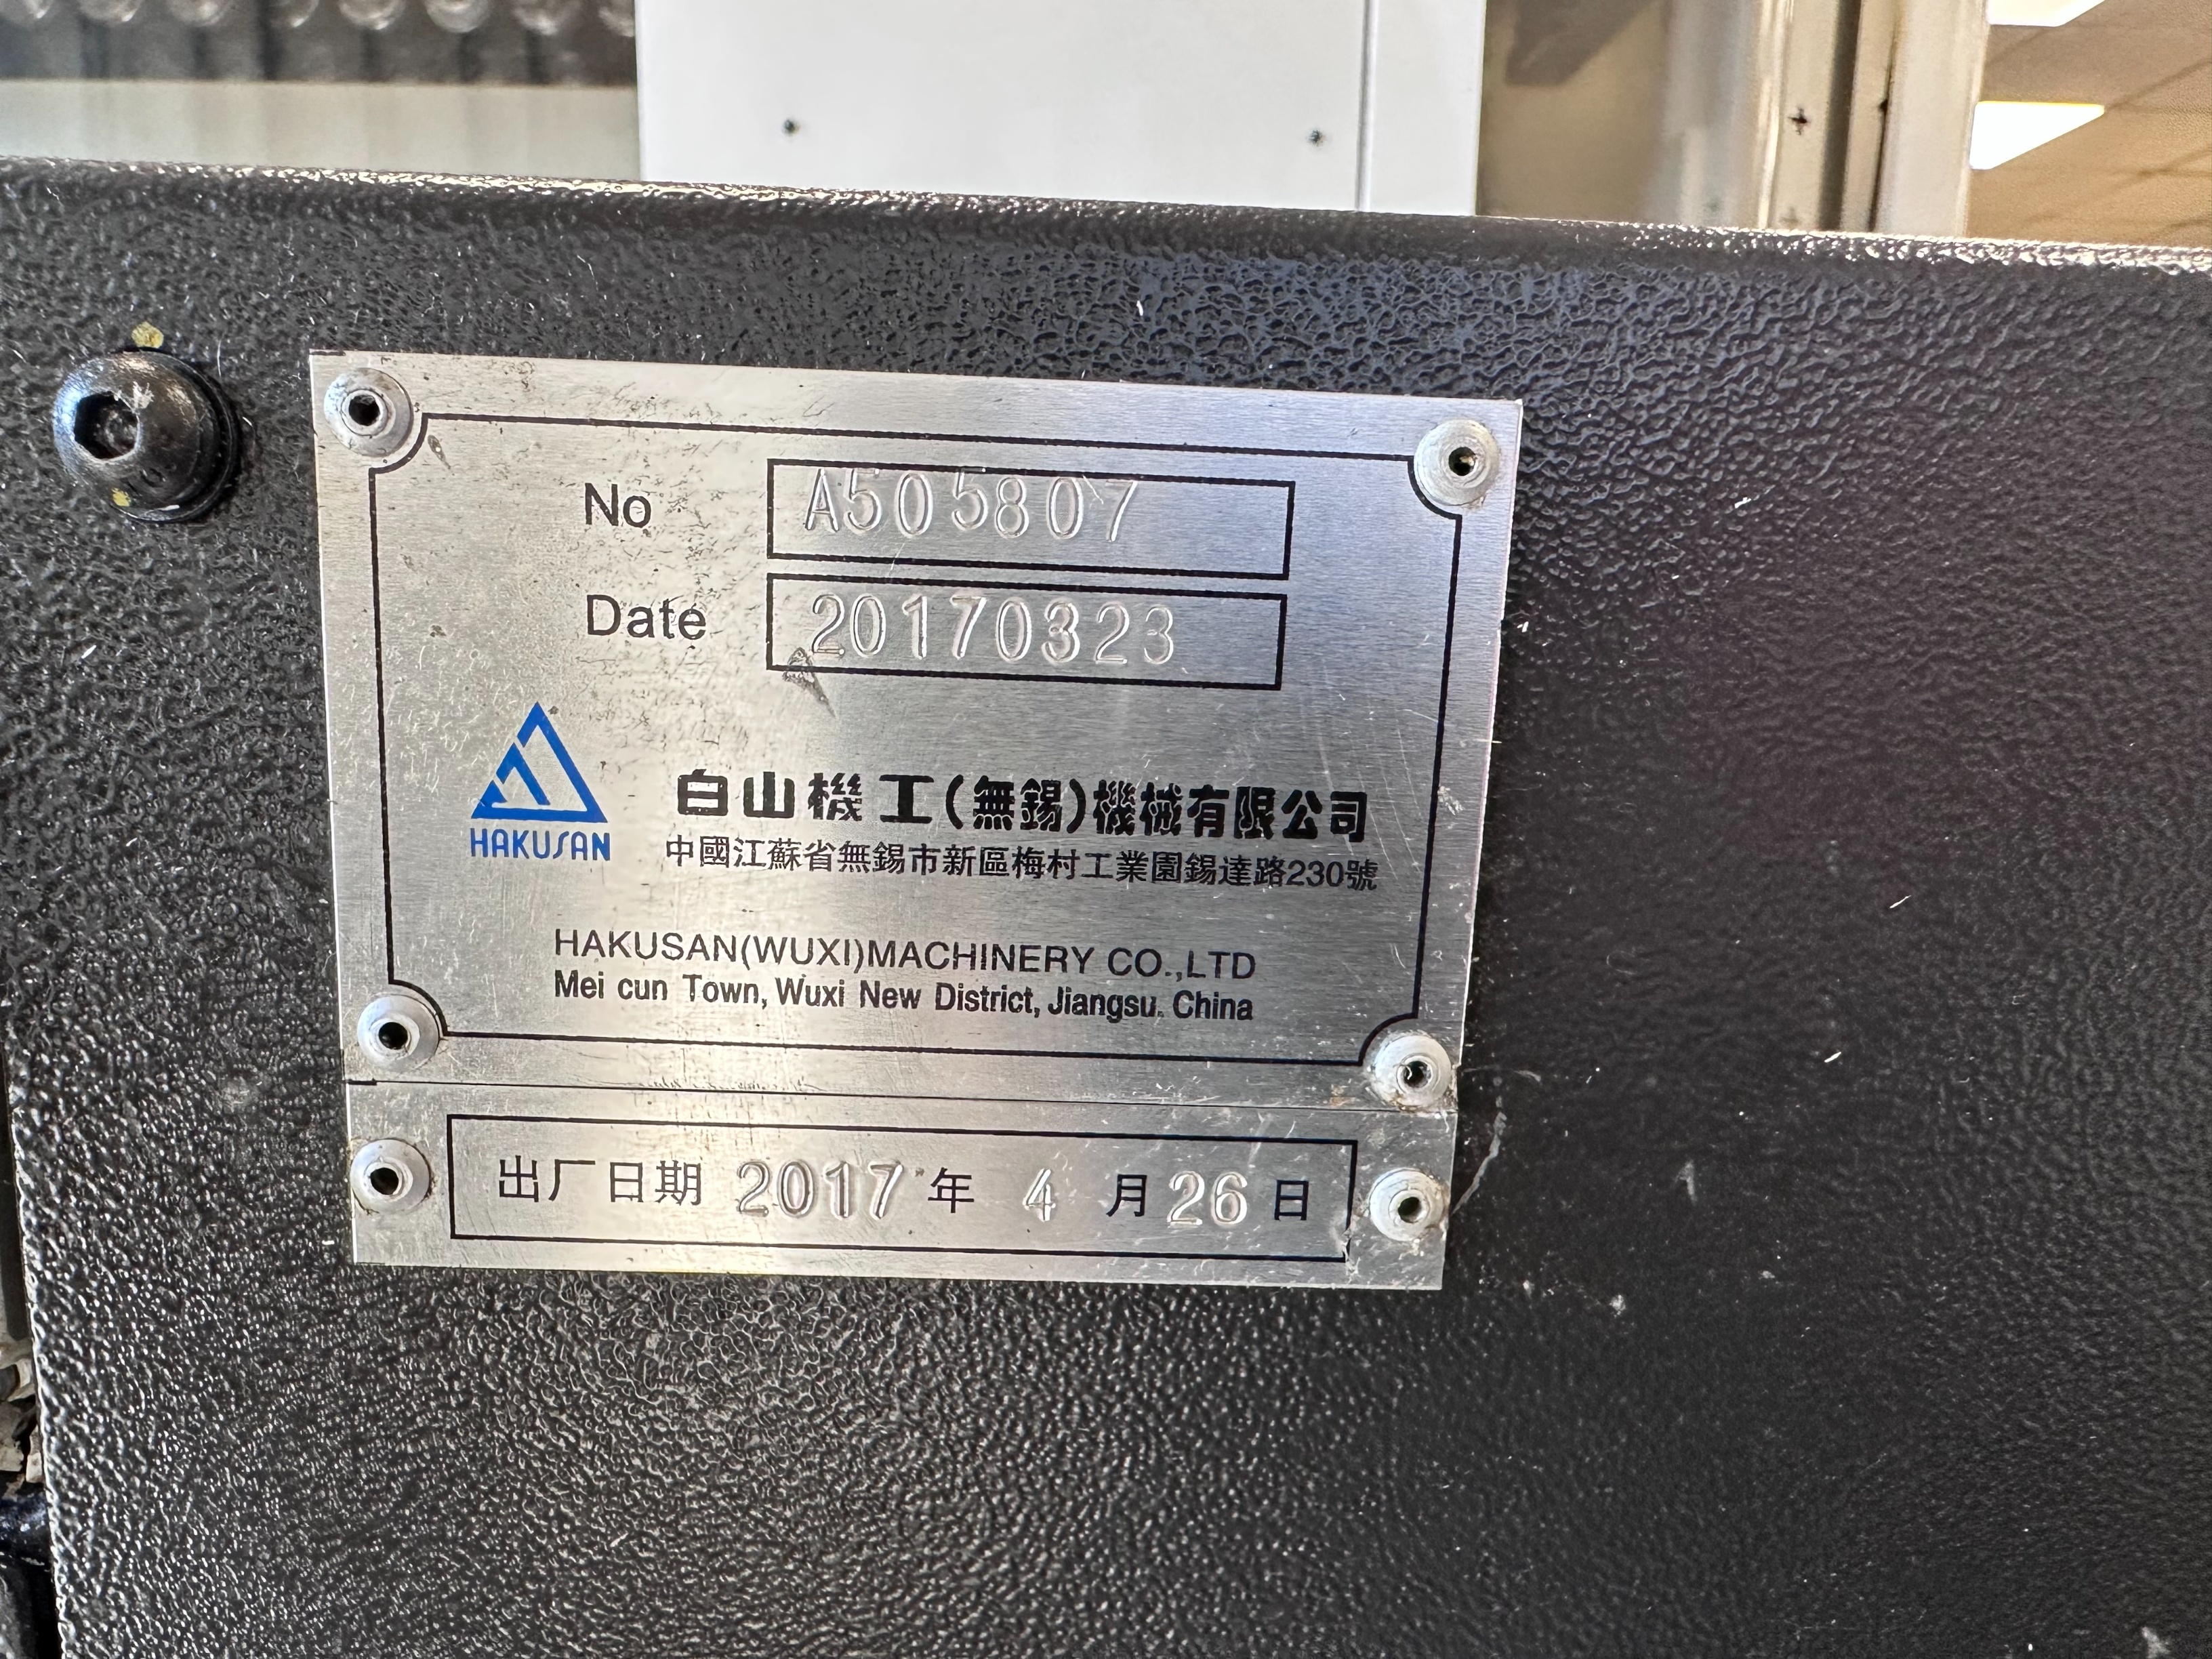 No A505807
Date 20170323
HAKUSAN
白山機工(無錫)機械有限公司
中國江蘇省無錫市新區梅村工業園錫達路230號
HAKUSAN(WUXI)MACHINERY CO.,LTD
Mei cun Town, Wuxi New District, Jiangsu. China
出厂日期 2017 年 4 月 26 日